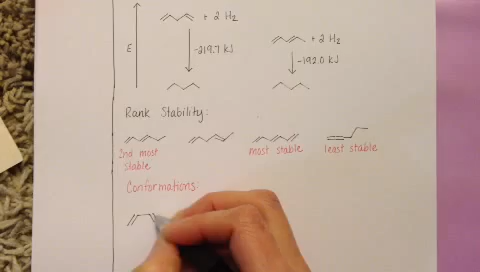 + 2 H₂
-219.7 kJ
+ 2 H₂
E
-192.0 kJ
Rank Stability:
2nd most
stable
most stable
least stable
Conformations: